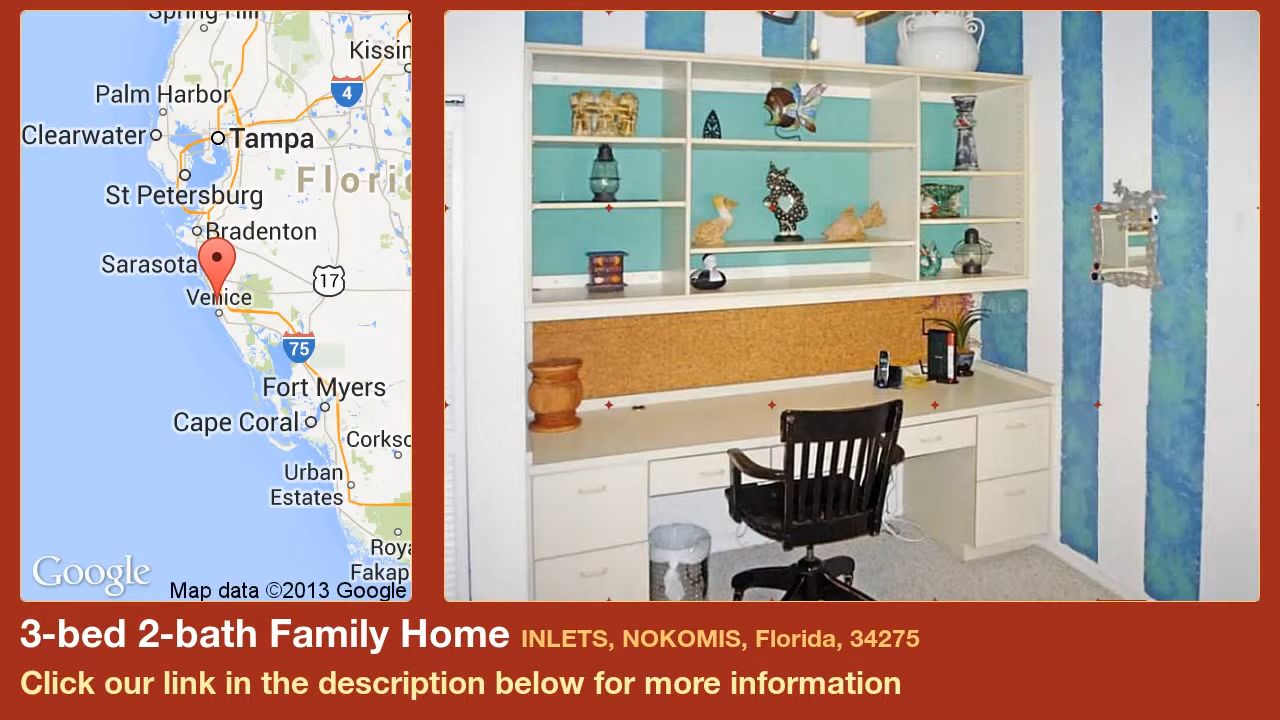 Spring Hill
Kissin
4
Palm Harbor
Clearwater
Tampa
Florid
St Petersburg
Bradenton
Sarasota
17
Venice
75
Fort Myers
Cape Coral
Corksc
Urban
Estates
Roya
Fakap
Google
Map data ©2013 Google
3-bed 2-bath Family Home INLETS, NOKOMIS, Florida, 34275
Click our link in the description below for more information